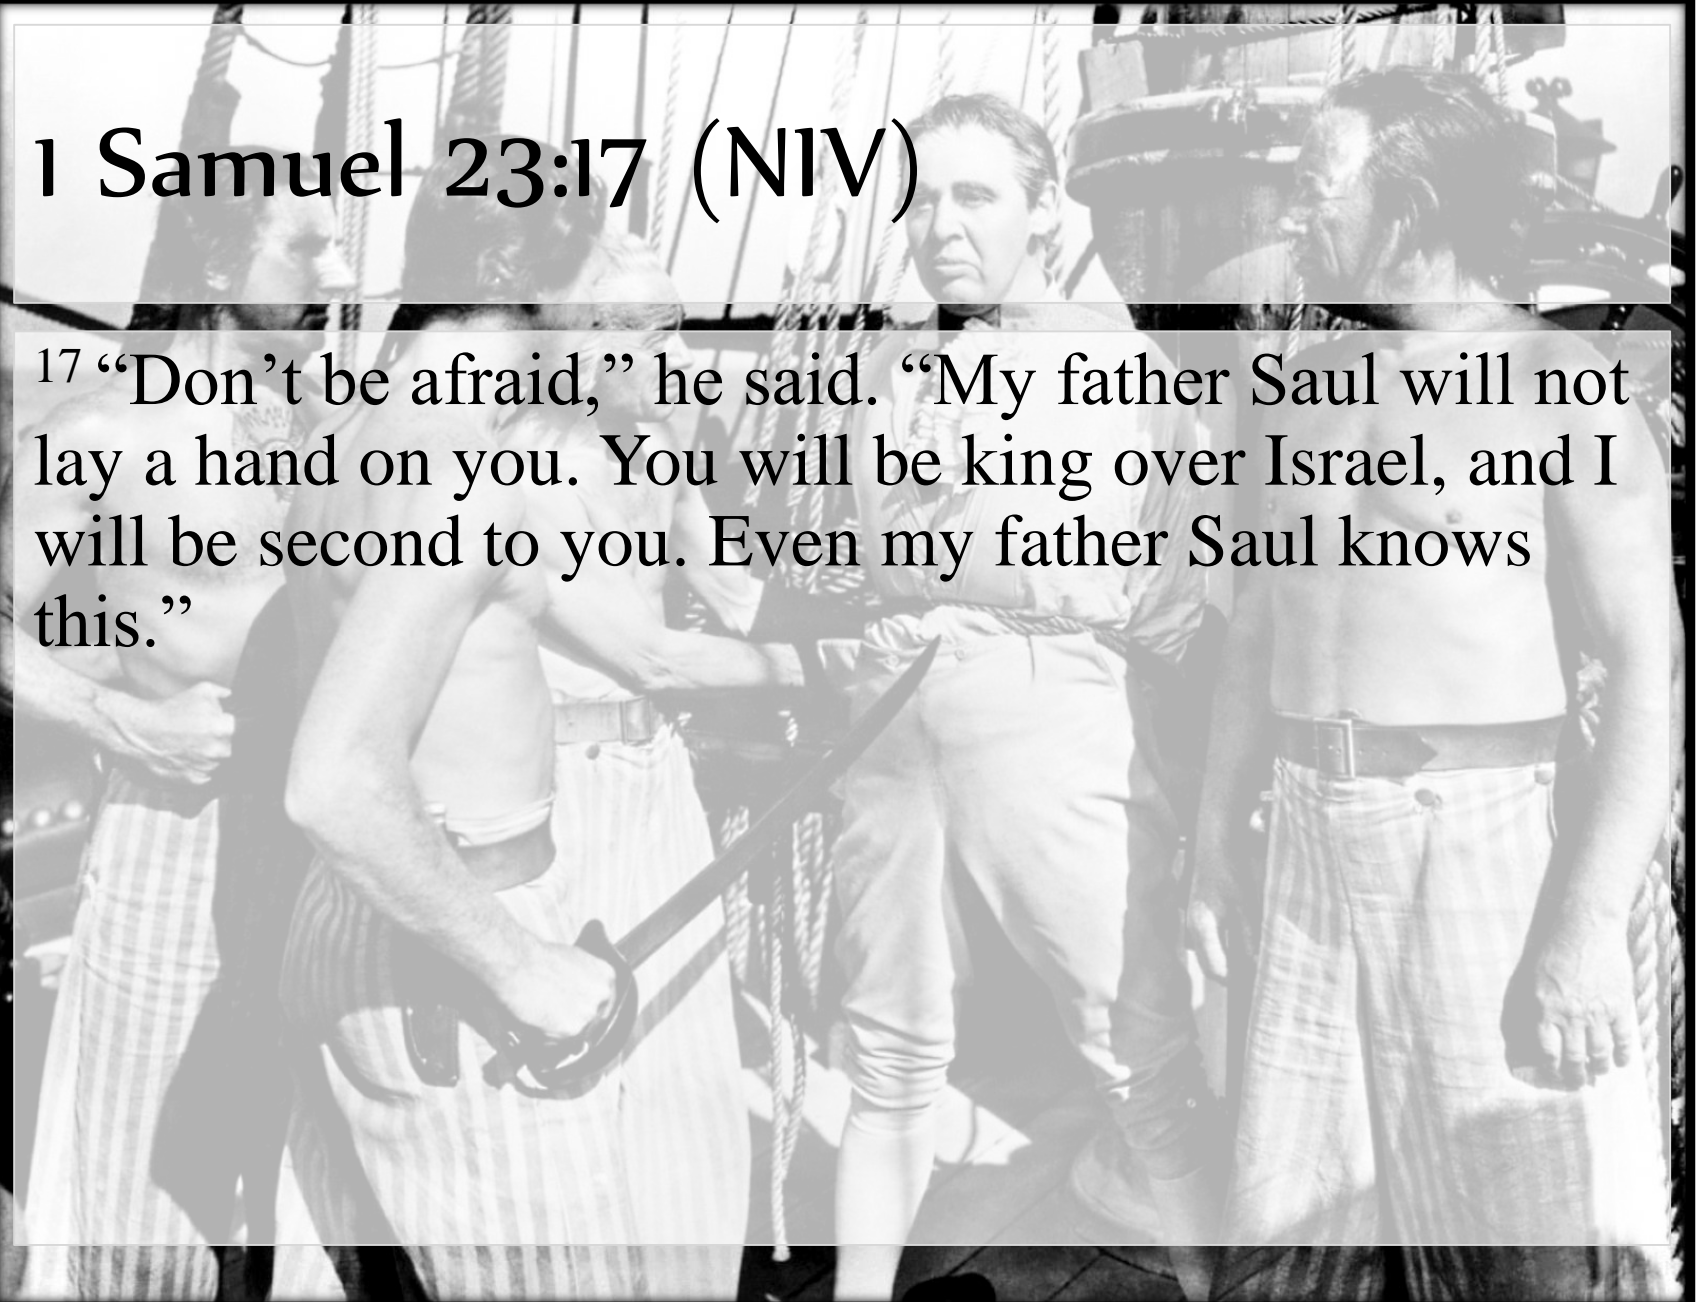 1 Samuel 23:17 (NIV)
17 “Don’t be afraid,” he said. “My father Saul will not
lay a hand on you. You will be king over Israel, and I
will be second to you. Even my father Saul knows
this.”